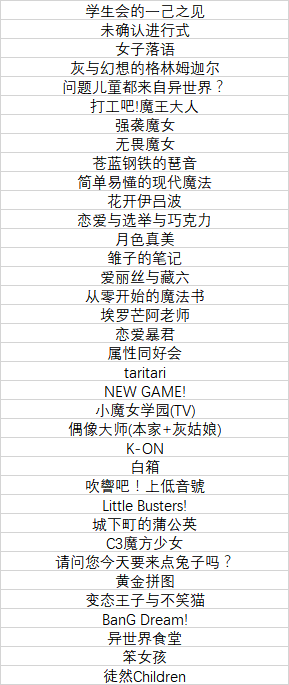 学生会的一己之见
未确认进行式
女子落语
灰与幻想的格林姆迦尔
问题儿童都来自异世界？
打工吧!魔王大人
强袭魔女
无畏魔女
苍蓝钢铁的琶音
简单易懂的现代魔法
花开伊吕波
恋爱与选举与巧克力
月色真美
雏子的笔记
爱丽丝与藏六
从零开始的魔法书
埃罗芒阿老师
恋爱暴君
属性同好会
taritari
NEW GAME!
小魔女学园(TV)
偶像大师(本家+灰姑娘)
K-ON
白箱
吹響吧！上低音號
Little Busters!
城下町的蒲公英
C3魔方少女
请问您今天要来点兔子吗？
黄金拼图
变态王子与不笑猫
BanG Dream!
异世界食堂
笨女孩
徒然Children